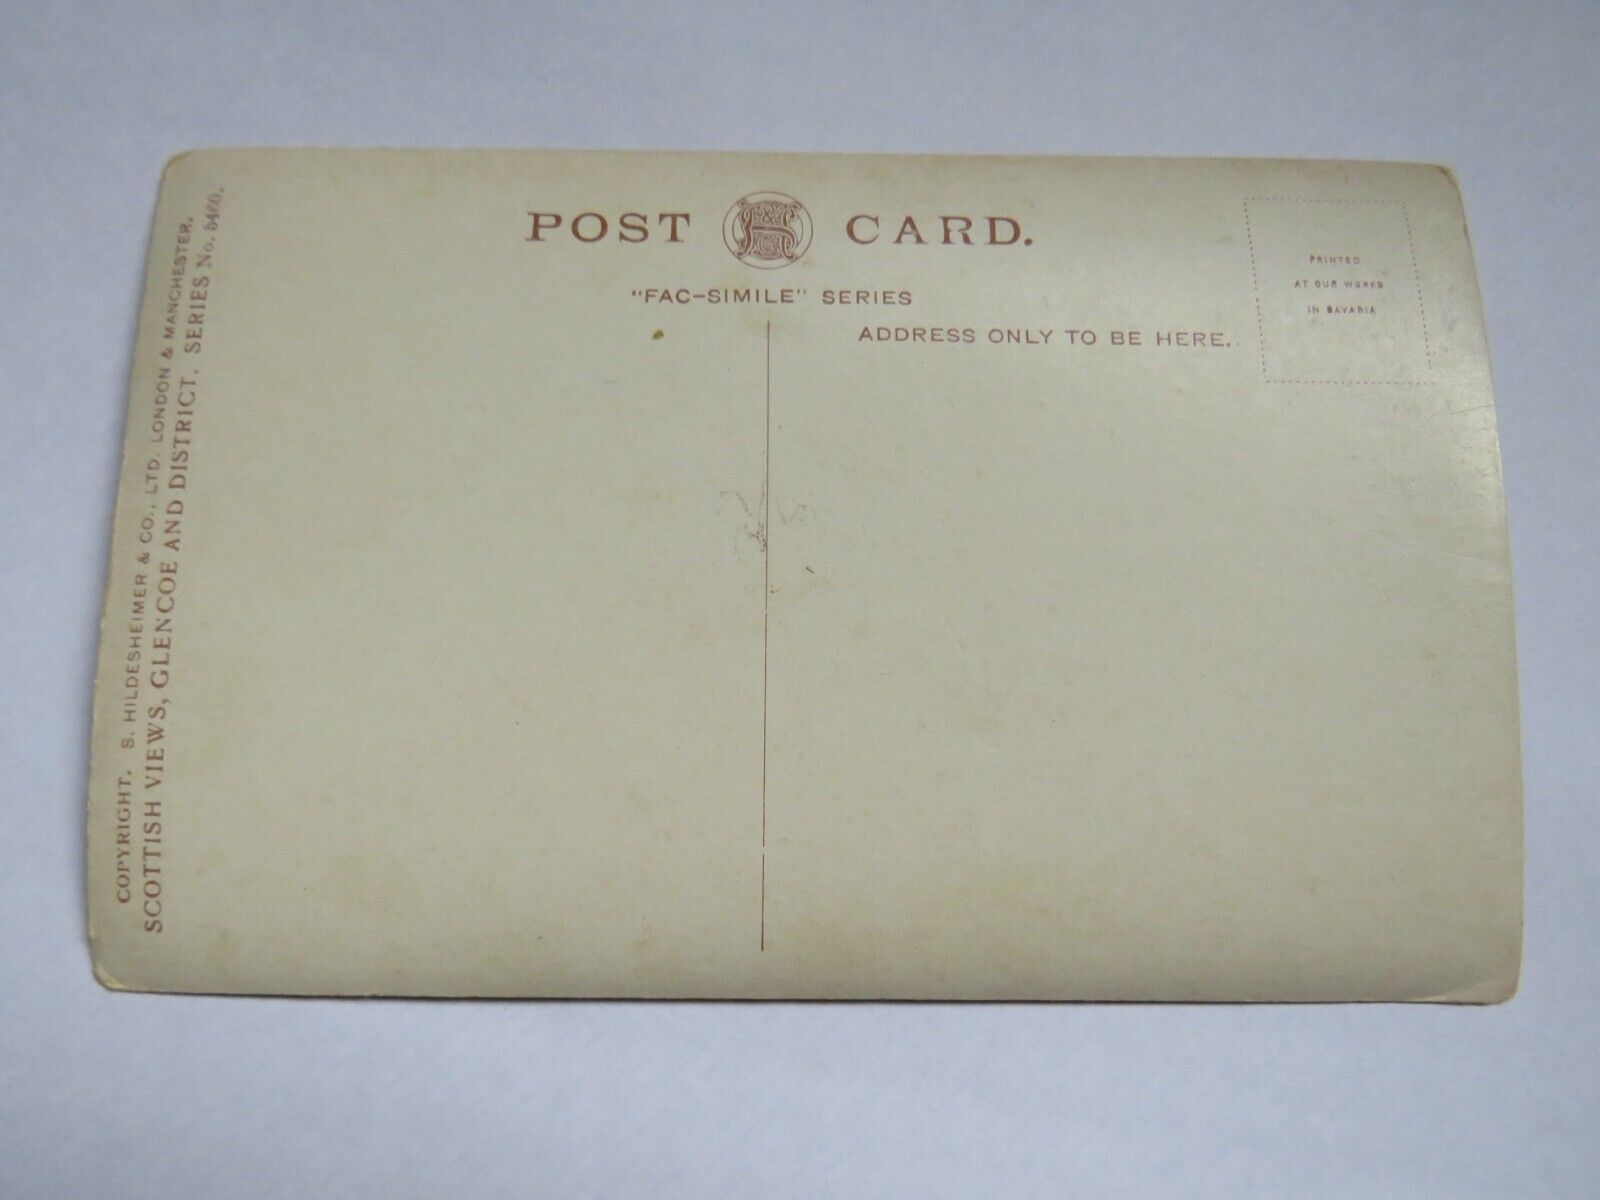 POST CARD.
"FAC-SIMILE" SERIES
ADDRESS ONLY TO BE HERE.
PRINTED
AT OUR WORKS
IN BAVARIA
COPYRIGHT. S. HILDESHEIMER & CO., LTD. LONDON & MANCHESTER.
SCOTTISH VIEWS, GLENCOE AND DISTRICT. SERIES No. 5460.